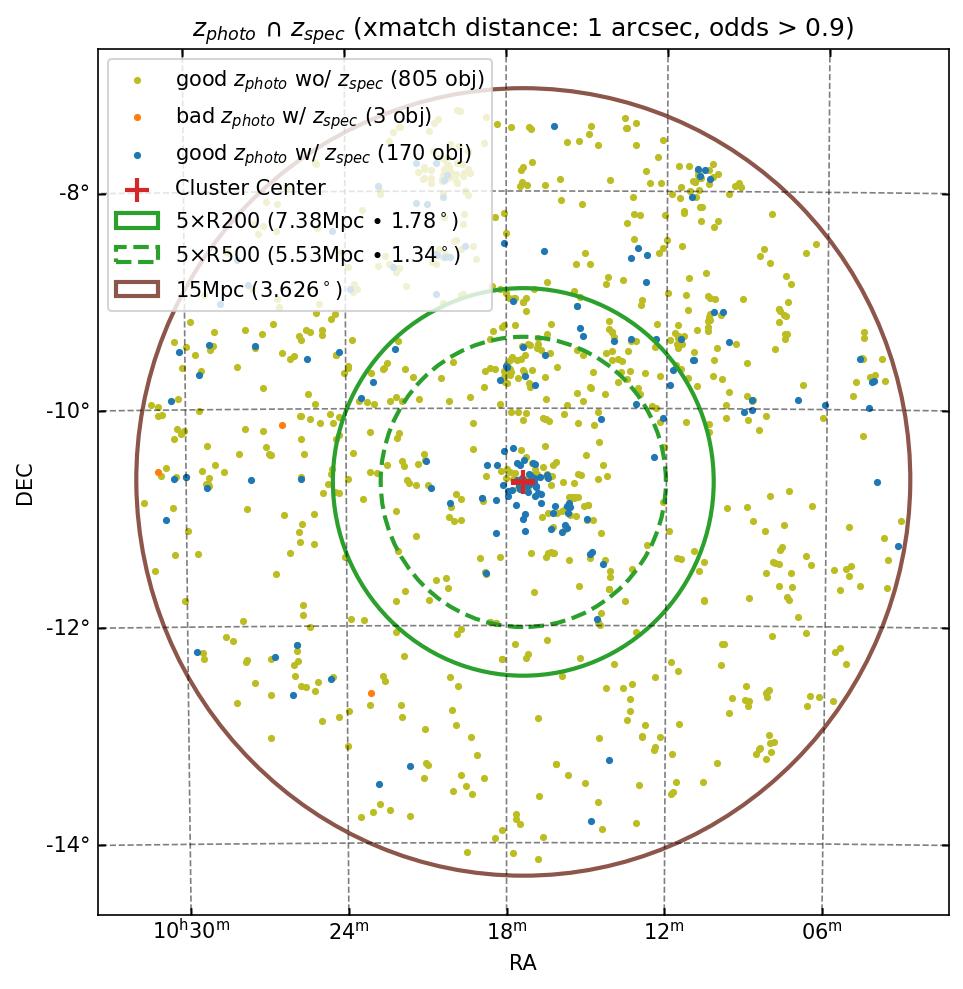 z_photo ∩ z_spec (xmatch distance: 1 arcsec, odds > 0.9)
good z_photo wo/ z_spec (805 obj)
bad z_photo w/ z_spec (3 obj)
good z_photo w/ z_spec (170 obj)
Cluster Center
5×R200 (7.38Mpc • 1.78°)
5×R500 (5.53Mpc • 1.34°)
15Mpc (3.626°)
-8°
-10°
-12°
-14°
DEC
10h30m 24m 18m 12m 06m
RA